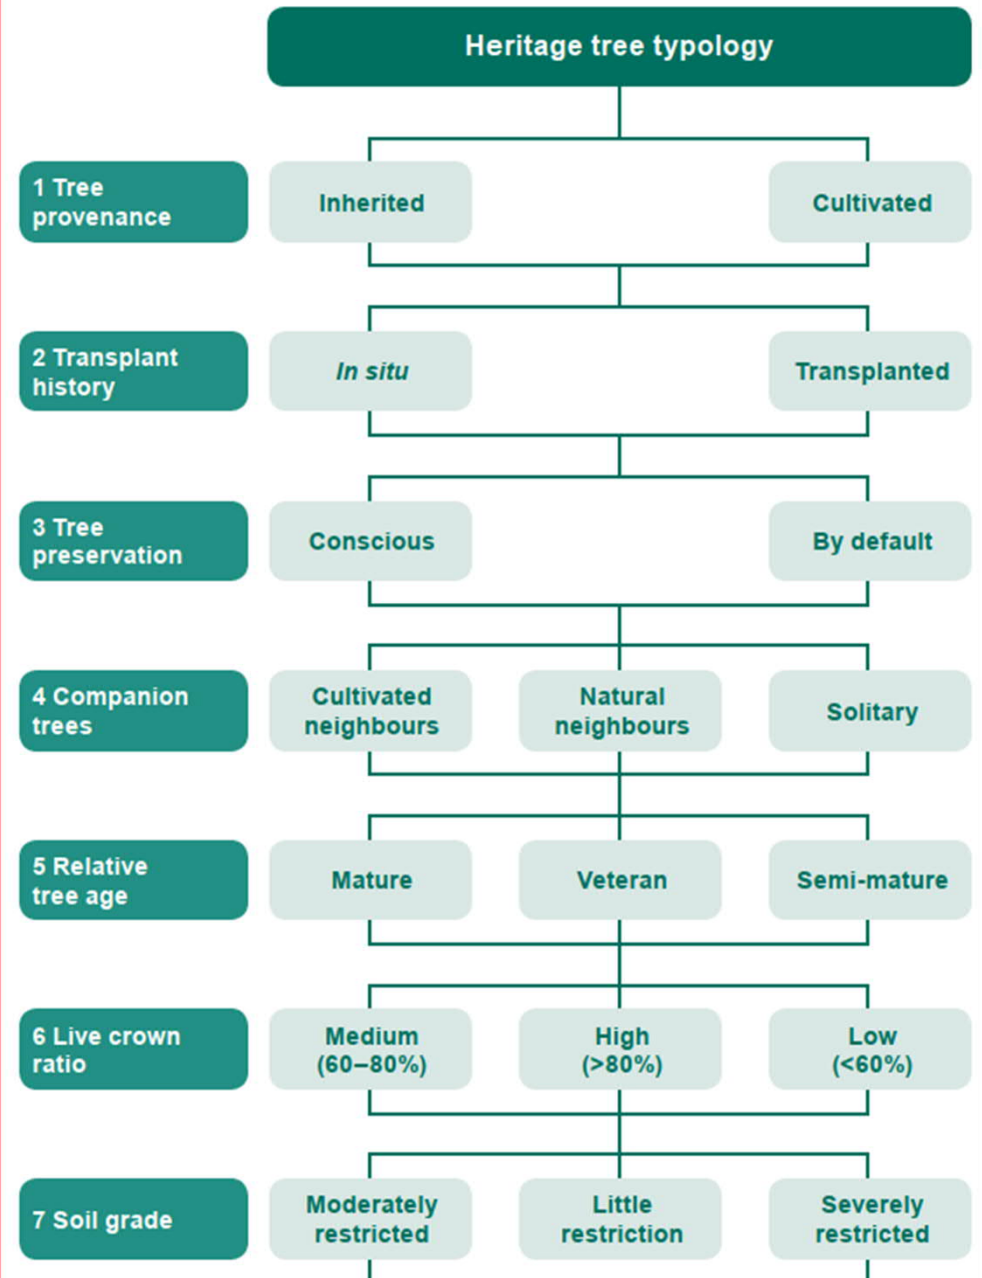 Heritage tree typology
1 Tree
provenance
Inherited
Cultivated
2 Transplant
history
In situ
Transplanted
3 Tree
preservation
Conscious
By default
4 Companion
trees
Cultivated
neighbours
Natural
neighbours
Solitary
5 Relative
tree age
Mature
Veteran
Semi-mature
6 Live crown
ratio
Medium
(60–80%)
High
(>80%)
Low
(<60%)
7 Soil grade
Moderately
restricted
Little
restriction
Severely
restricted